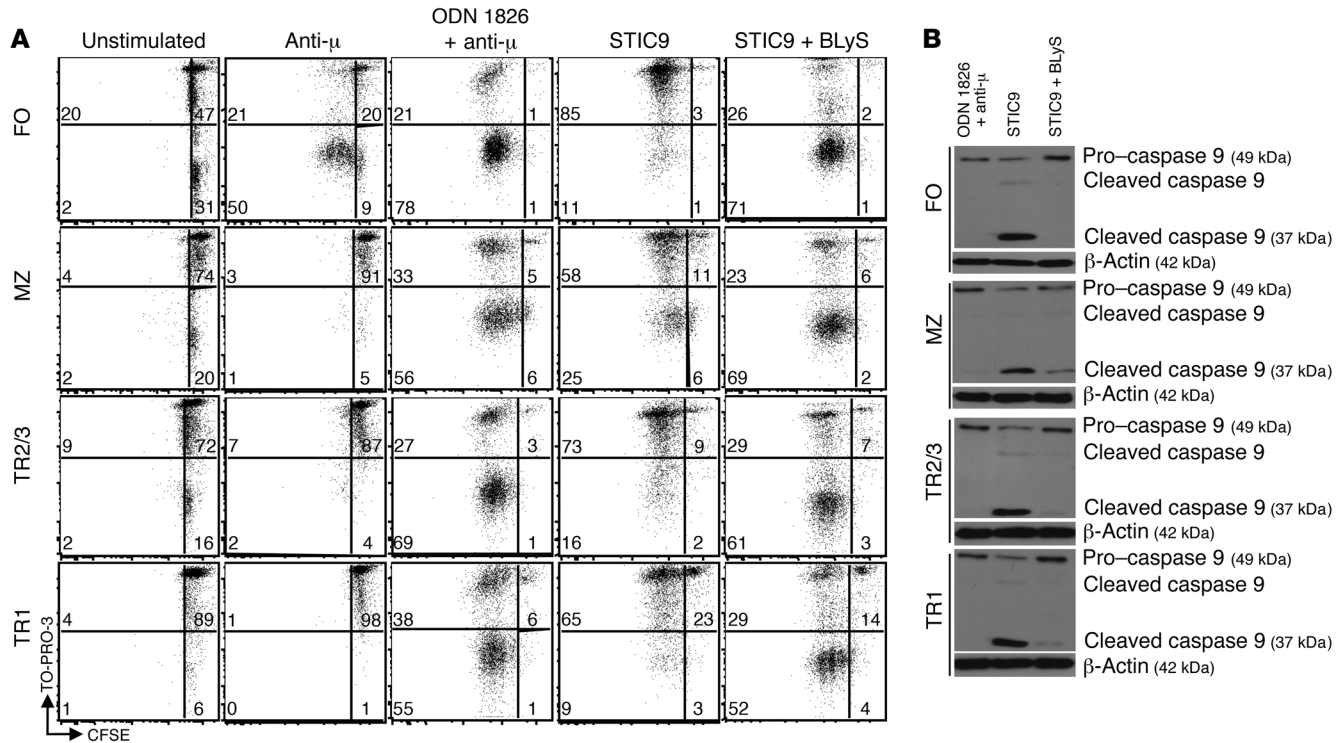 A
Unstimulated
Anti-μ
ODN 1826
+ anti-μ
STIC9
STIC9 + BLyS
FO
20 47 21 20 21 1 85 3 26 2
2 31 50 9 78 1 11 1 71 1
MZ
4 74 3 91 33 5 58 11 23 6
2 20 1 5 56 6 25 6 69 2
TR2/3
9 72 7 87 27 3 73 9 29 7
2 16 2 4 69 1 16 2 61 3
TR1
4 89 1 98 38 6 65 23 29 14
1 6 0 1 55 1 9 3 52 4
TO-PRO-3
CFSE
B
ODN 1826
+ anti-μ
STIC9
STIC9 + BLyS
FO
Pro–caspase 9 (49 kDa)
Cleaved caspase 9
Cleaved caspase 9 (37 kDa)
β-Actin (42 kDa)
MZ
Pro–caspase 9 (49 kDa)
Cleaved caspase 9
Cleaved caspase 9 (37 kDa)
β-Actin (42 kDa)
TR2/3
Pro–caspase 9 (49 kDa)
Cleaved caspase 9
Cleaved caspase 9 (37 kDa)
β-Actin (42 kDa)
TR1
Pro–caspase 9 (49 kDa)
Cleaved caspase 9
Cleaved caspase 9 (37 kDa)
β-Actin (42 kDa)